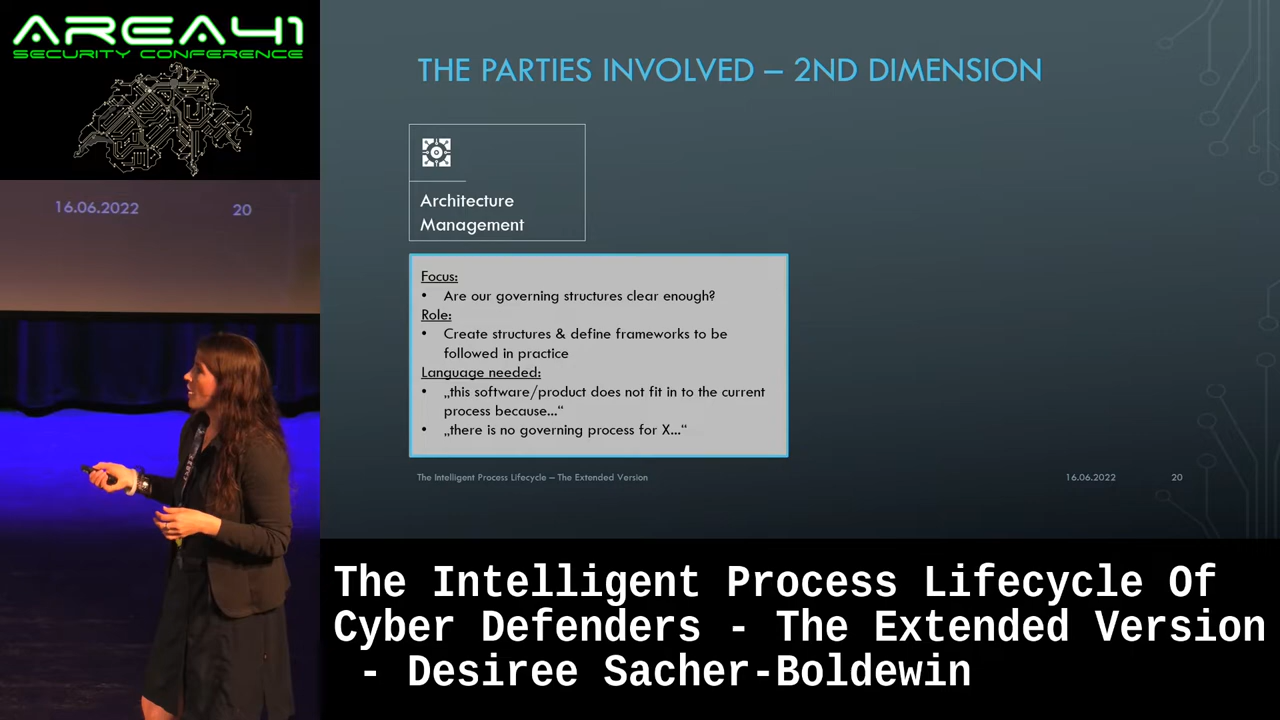 AREA41
SECURITY CONFERENCE
16.06.2022
20
THE PARTIES INVOLVED – 2ND DIMENSION
Architecture
Management
Focus:
• Are our governing structures clear enough?
Role:
• Create structures & define frameworks to be
followed in practice
Language needed:
• „this software/product does not fit in to the current
process because...“
• „there is no governing process for X...“
The Intelligent Process Lifecycle – The Extended Version
16.06.2022
20
The Intelligent Process Lifecycle Of
Cyber Defenders - The Extended Version
- Desiree Sacher-Boldewin